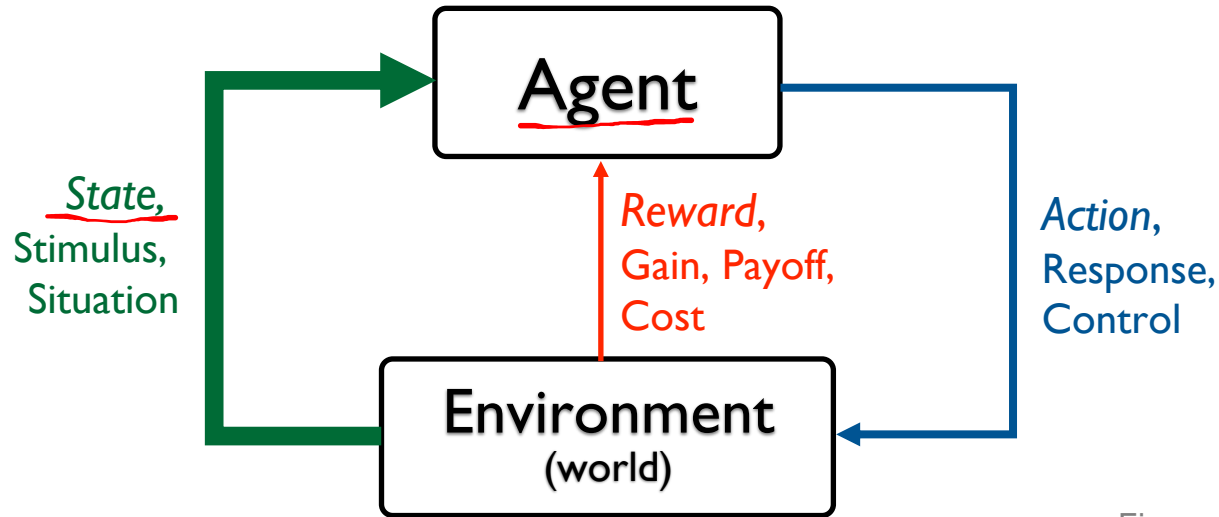 Agent
State,
Stimulus,
Situation
Reward,
Gain, Payoff,
Cost
Action,
Response,
Control
Environment
(world)